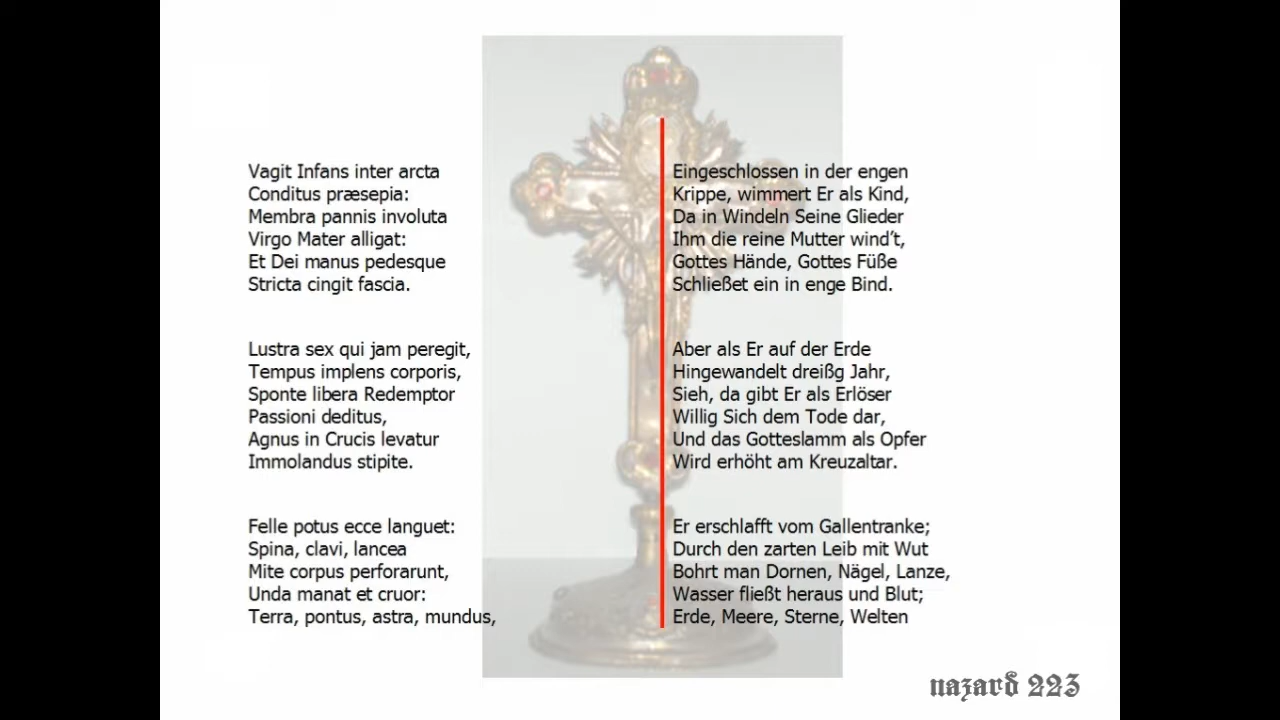 Vagit Infans inter arcta
Conditus præsepia:
Membra pannis involuta
Virgo Mater alligat:
Et Dei manus pedesque
Stricta cingit fascia.
Lustra sex qui jam peregit,
Tempus implens corporis,
Sponte libera Redemptor
Passioni deditus,
Agnus in Crucis levatur
Immolandus stipite.
Felle potus ecce languet:
Spina, clavi, lancea
Mite corpus perforarunt,
Unda manat et cruor:
Terra, pontus, astra, mundus,
Eingeschlossen in der engen
Krippe, wimmert Er als Kind,
Da in Windeln Seine Glieder
Ihm die reine Mutter wind’t,
Gottes Hände, Gottes Füße
Schließet ein in enge Bind.
Aber als Er auf der Erde
Hingewandelt dreißg Jahr,
Sieh, da gibt Er als Erlöser
Willig Sich dem Tode dar,
Und das Gotteslamm als Opfer
Wird erhöht am Kreuzaltar.
Er erschlafft vom Gallentranke;
Durch den zarten Leib mit Wut
Bohrt man Dornen, Nägel, Lanze,
Wasser fließt heraus und Blut;
Erde, Meere, Sterne, Welten
nazard 223